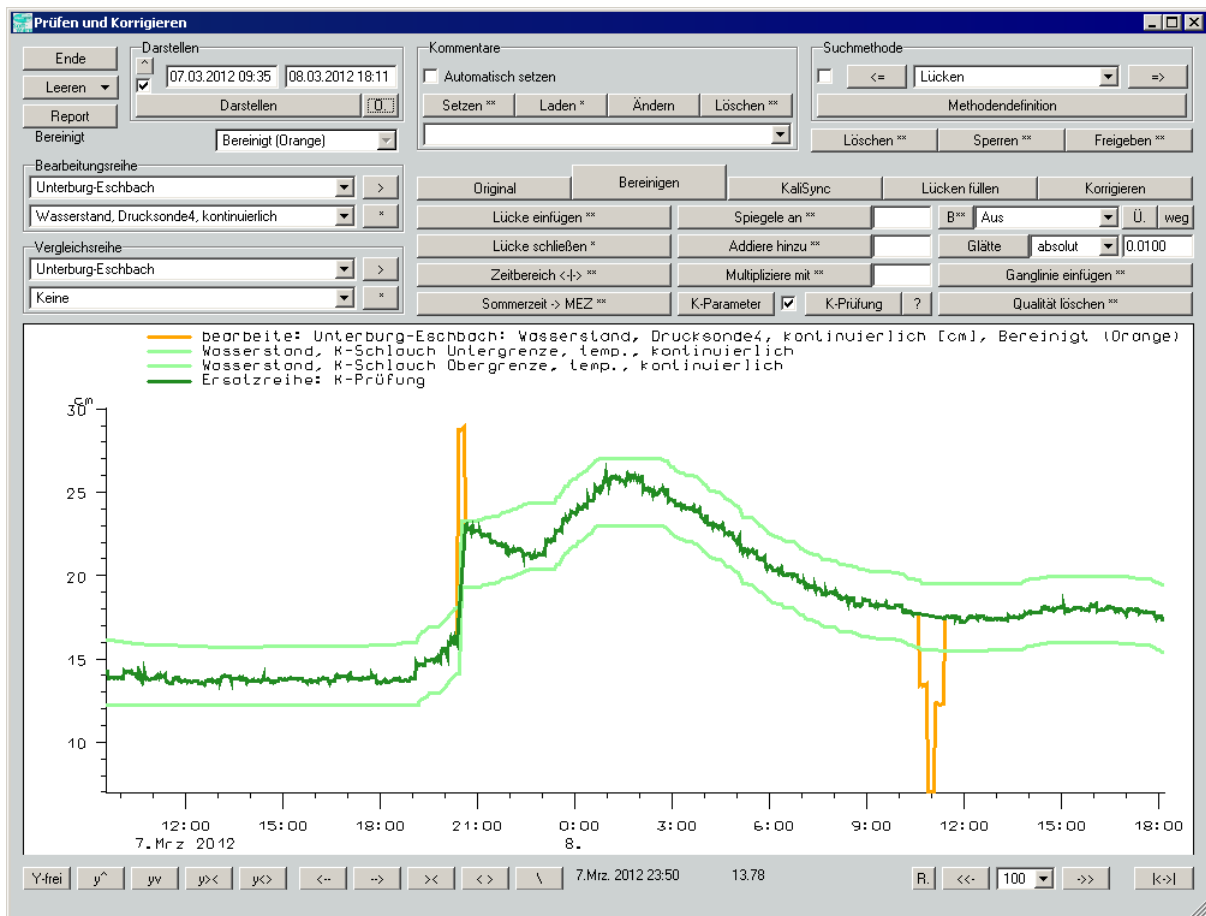 Prüfen und Korrigieren
Ende
Leeren
Report
Bereinigt
Darstellen
^
07.03.2012 09:35
08.03.2012 18:11
Darstellen
Ü.
Bereinigt (Orange)
Kommentare
Automatisch setzen
Setzen ** Laden * Ändern Löschen **
Suchmethode
<= Lücken =>
Methodendefinition
Löschen ** Sperren ** Freigeben **
Bearbeitungsreihe
Unterburg-Eschbach >
Wasserstand, Drucksonde4, kontinuierlich *
Vergleichsreihe
Unterburg-Eschbach >
Keine *
Original Bereinigen KaliSync Lücken füllen Korrigieren
Lücke einfügen ** Spiegele an ** B** Aus Ü. weg
Lücke schließen * Addiere hinzu ** Glätte absolut 0.0100
Zeitbereich <-|-> ** Multipliziere mit ** Ganglinie einfügen **
Sommerzeit -> MEZ ** K-Parameter K-Prüfung ? Qualität löschen **
bearbeite: Unterburg-Eschbach: Wasserstand, Drucksonde4, kontinuierlich [cm], Bereinigt (Orange)
Wasserstand, K-Schlauch Untergrenze, temp., kontinuierlich
Wasserstand, K-Schlauch Obergrenze, temp., kontinuierlich
Ersatzreihe: K-Prüfung
cm
30
25
20
15
10
12:00 15:00 18:00 21:00 0:00 3:00 6:00 9:00 12:00 15:00 18:00
7.Mrz 2012 8.
Y-frei y^ yv y>< y<> <-- --> >< < > \ 7.Mrz. 2012 23:50 13.78 R. <<- 100 ->> |<->|